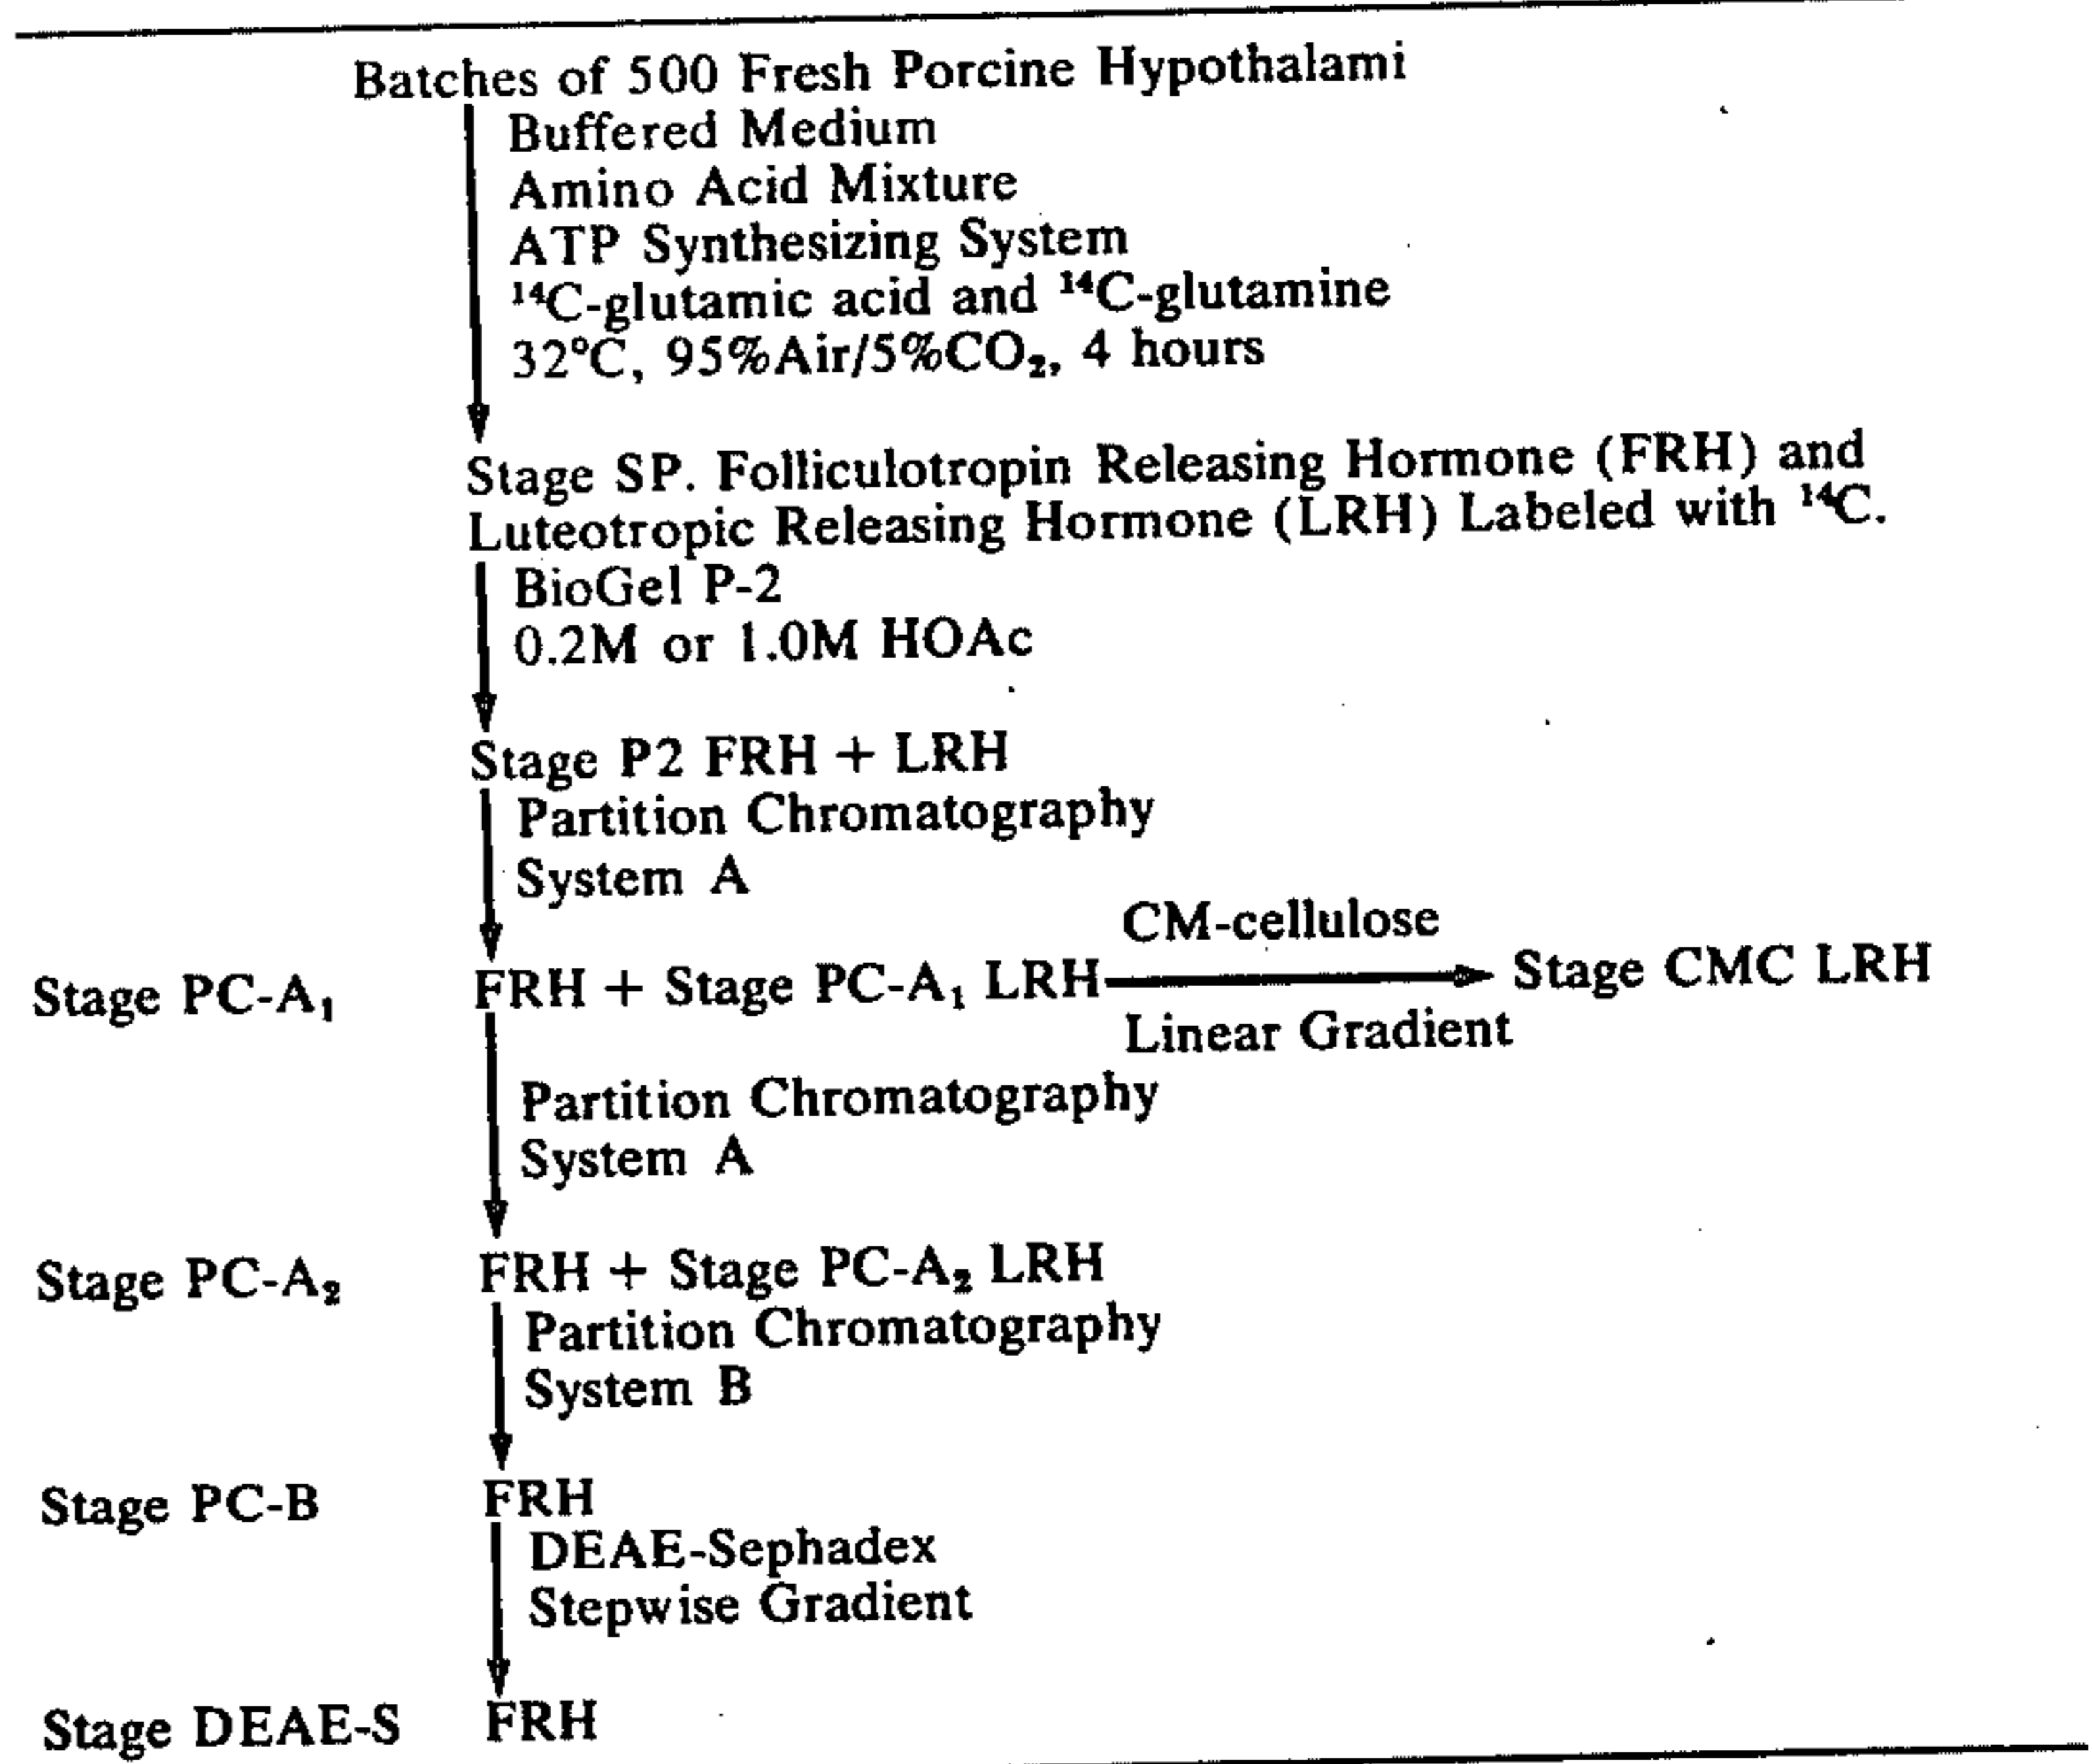 Batches of 500 Fresh Porcine Hypothalami
Buffered Medium
Amino Acid Mixture
ATP Synthesizing System
¹⁴C-glutamic acid and ¹⁴C-glutamine
32°C, 95%Air/5%CO₂, 4 hours
Stage SP. Folliculotropin Releasing Hormone (FRH) and
Luteotropic Releasing Hormone (LRH) Labeled with ¹⁴C.
BioGel P-2
0.2M or 1.0M HOAc
Stage P2 FRH + LRH
Partition Chromatography
System A
CM-cellulose
Stage PC-A₁ FRH + Stage PC-A₁ LRH Stage CMC LRH
Linear Gradient
Partition Chromatography
System A
Stage PC-A₂ FRH + Stage PC-A₂ LRH
Partition Chromatography
System B
Stage PC-B FRH
DEAE-Sephadex
Stepwise Gradient
Stage DEAE-S FRH